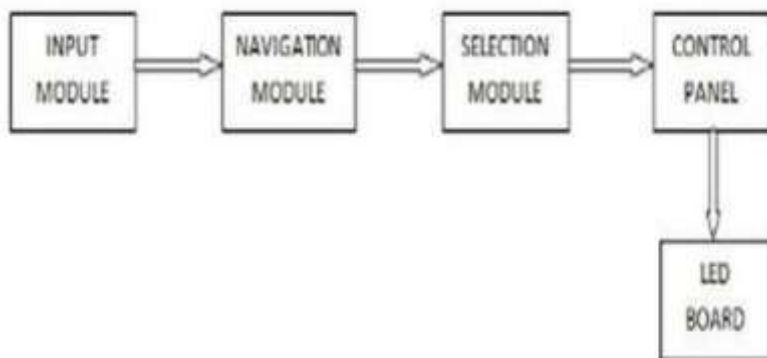 INPUT
MODULE
NAVIGATION
MODULE
SELECTION
MODULE
CONTROL
PANEL
LED
BOARD